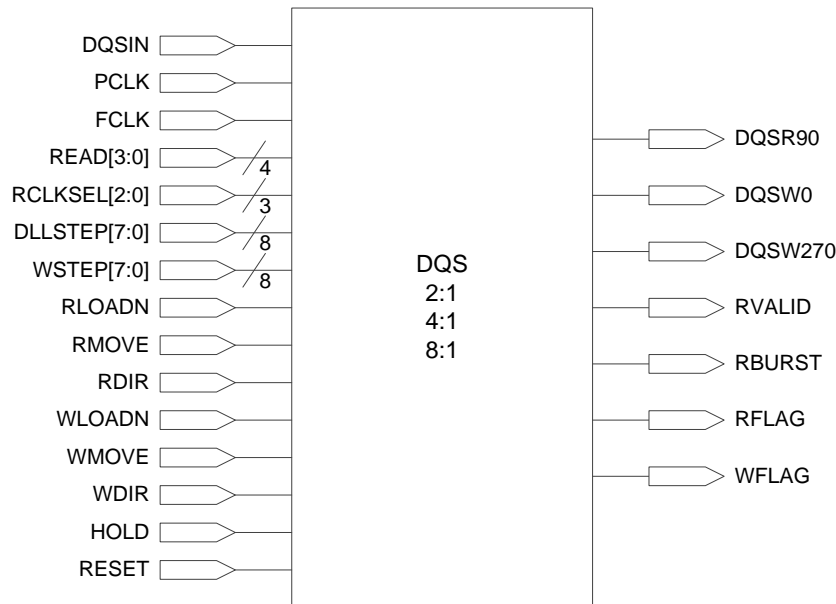 DQSIN
PCLK
FCLK
READ[3:0]
4
RCLKSEL[2:0]
3
DLLSTEP[7:0]
8
WSTEP[7:0]
8
RLOADN
RMOVE
RDIR
WLOADN
WMOVE
WDIR
HOLD
RESET
DQS
2:1
4:1
8:1
DQSR90
DQSW0
DQSW270
RVALID
RBURST
RFLAG
WFLAG